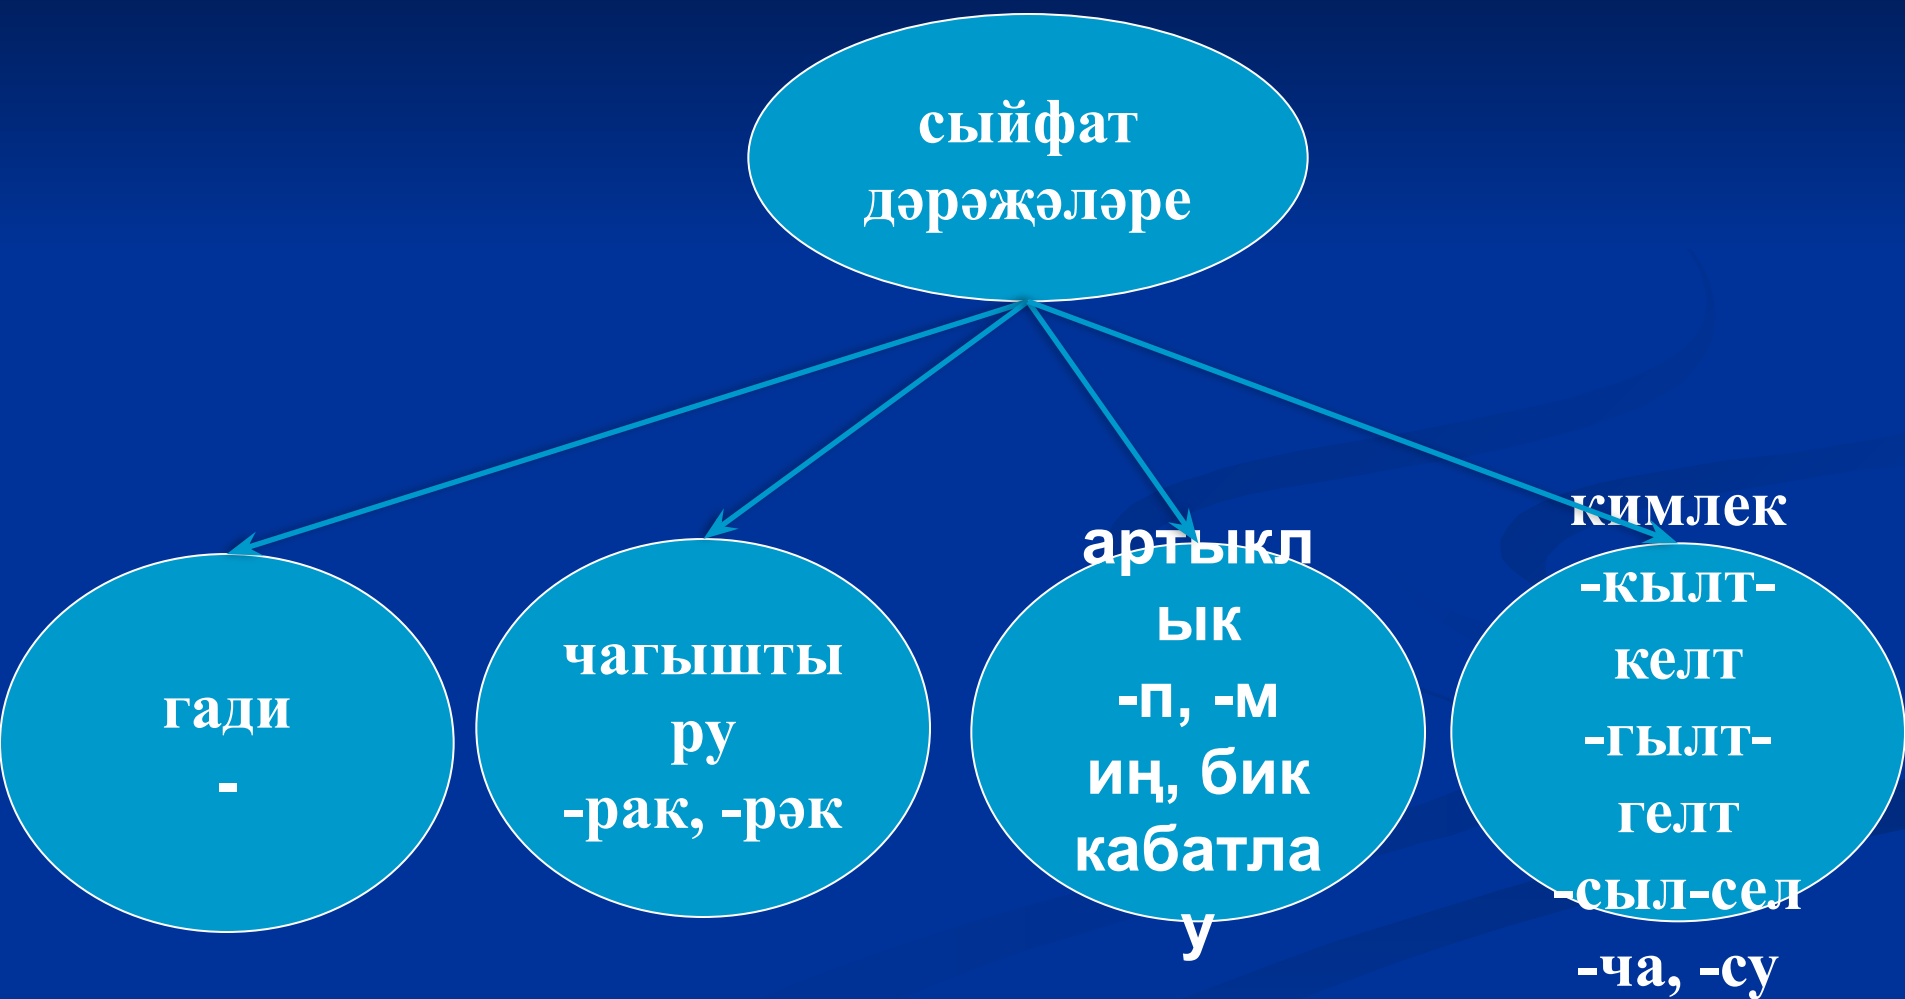 сыйфат
дәрәҗәләре
гади
-
чагышты
ру
-рак, -рәк
артыкл
ык
-п, -м
иң, бик
кабатла
у
кимлек
-кылт-
келт
-гылт-
гелт
-сыл-сел
-ча, -су